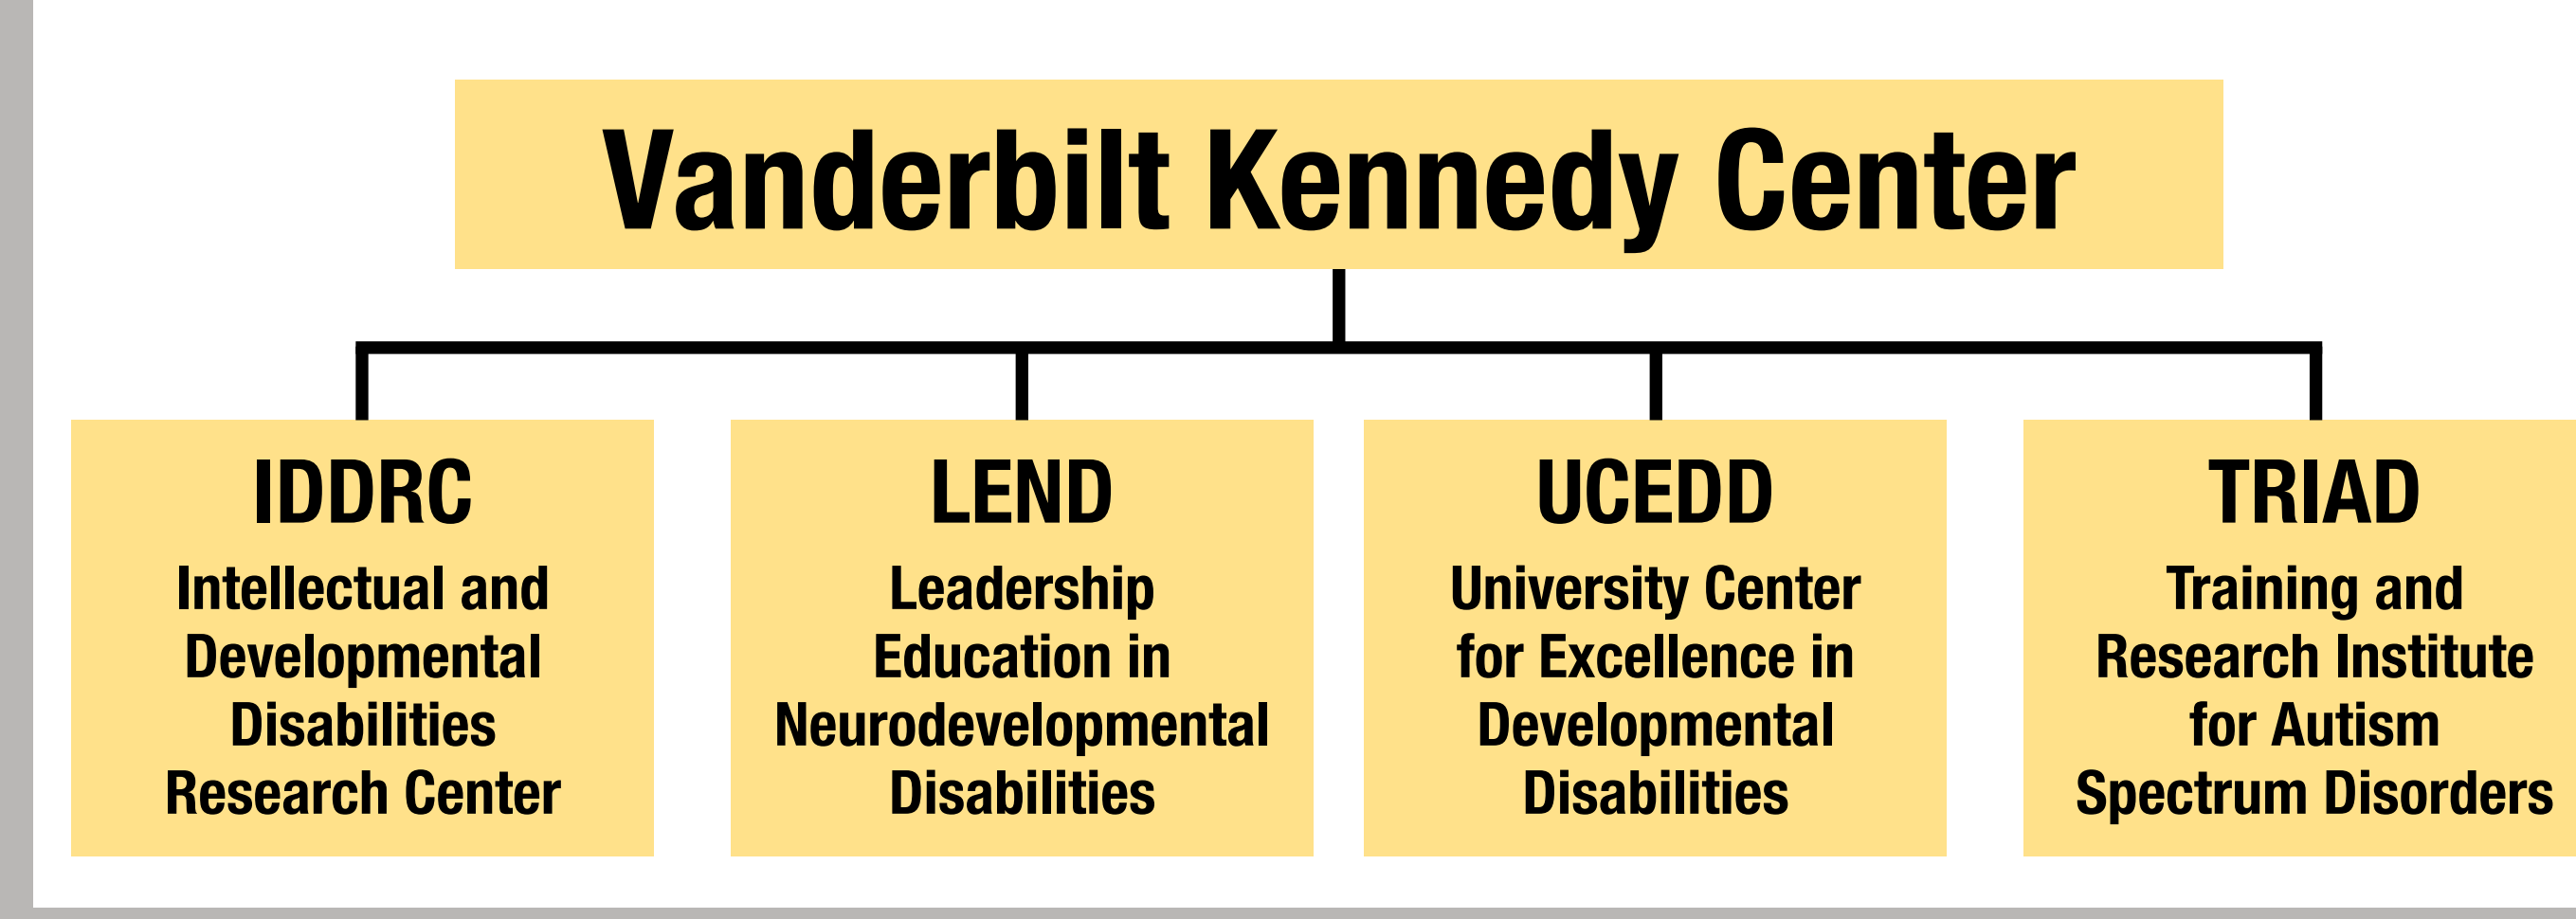 Vanderbilt Kennedy Center
IDDRC
Intellectual and
Developmental
Disabilities
Research Center
LEND
Leadership
Education in
Neurodevelopmental
Disabilities
UCEDD
University Center
for Excellence in
Developmental
Disabilities
TRIAD
Training and
Research Institute
for Autism
Spectrum Disorders